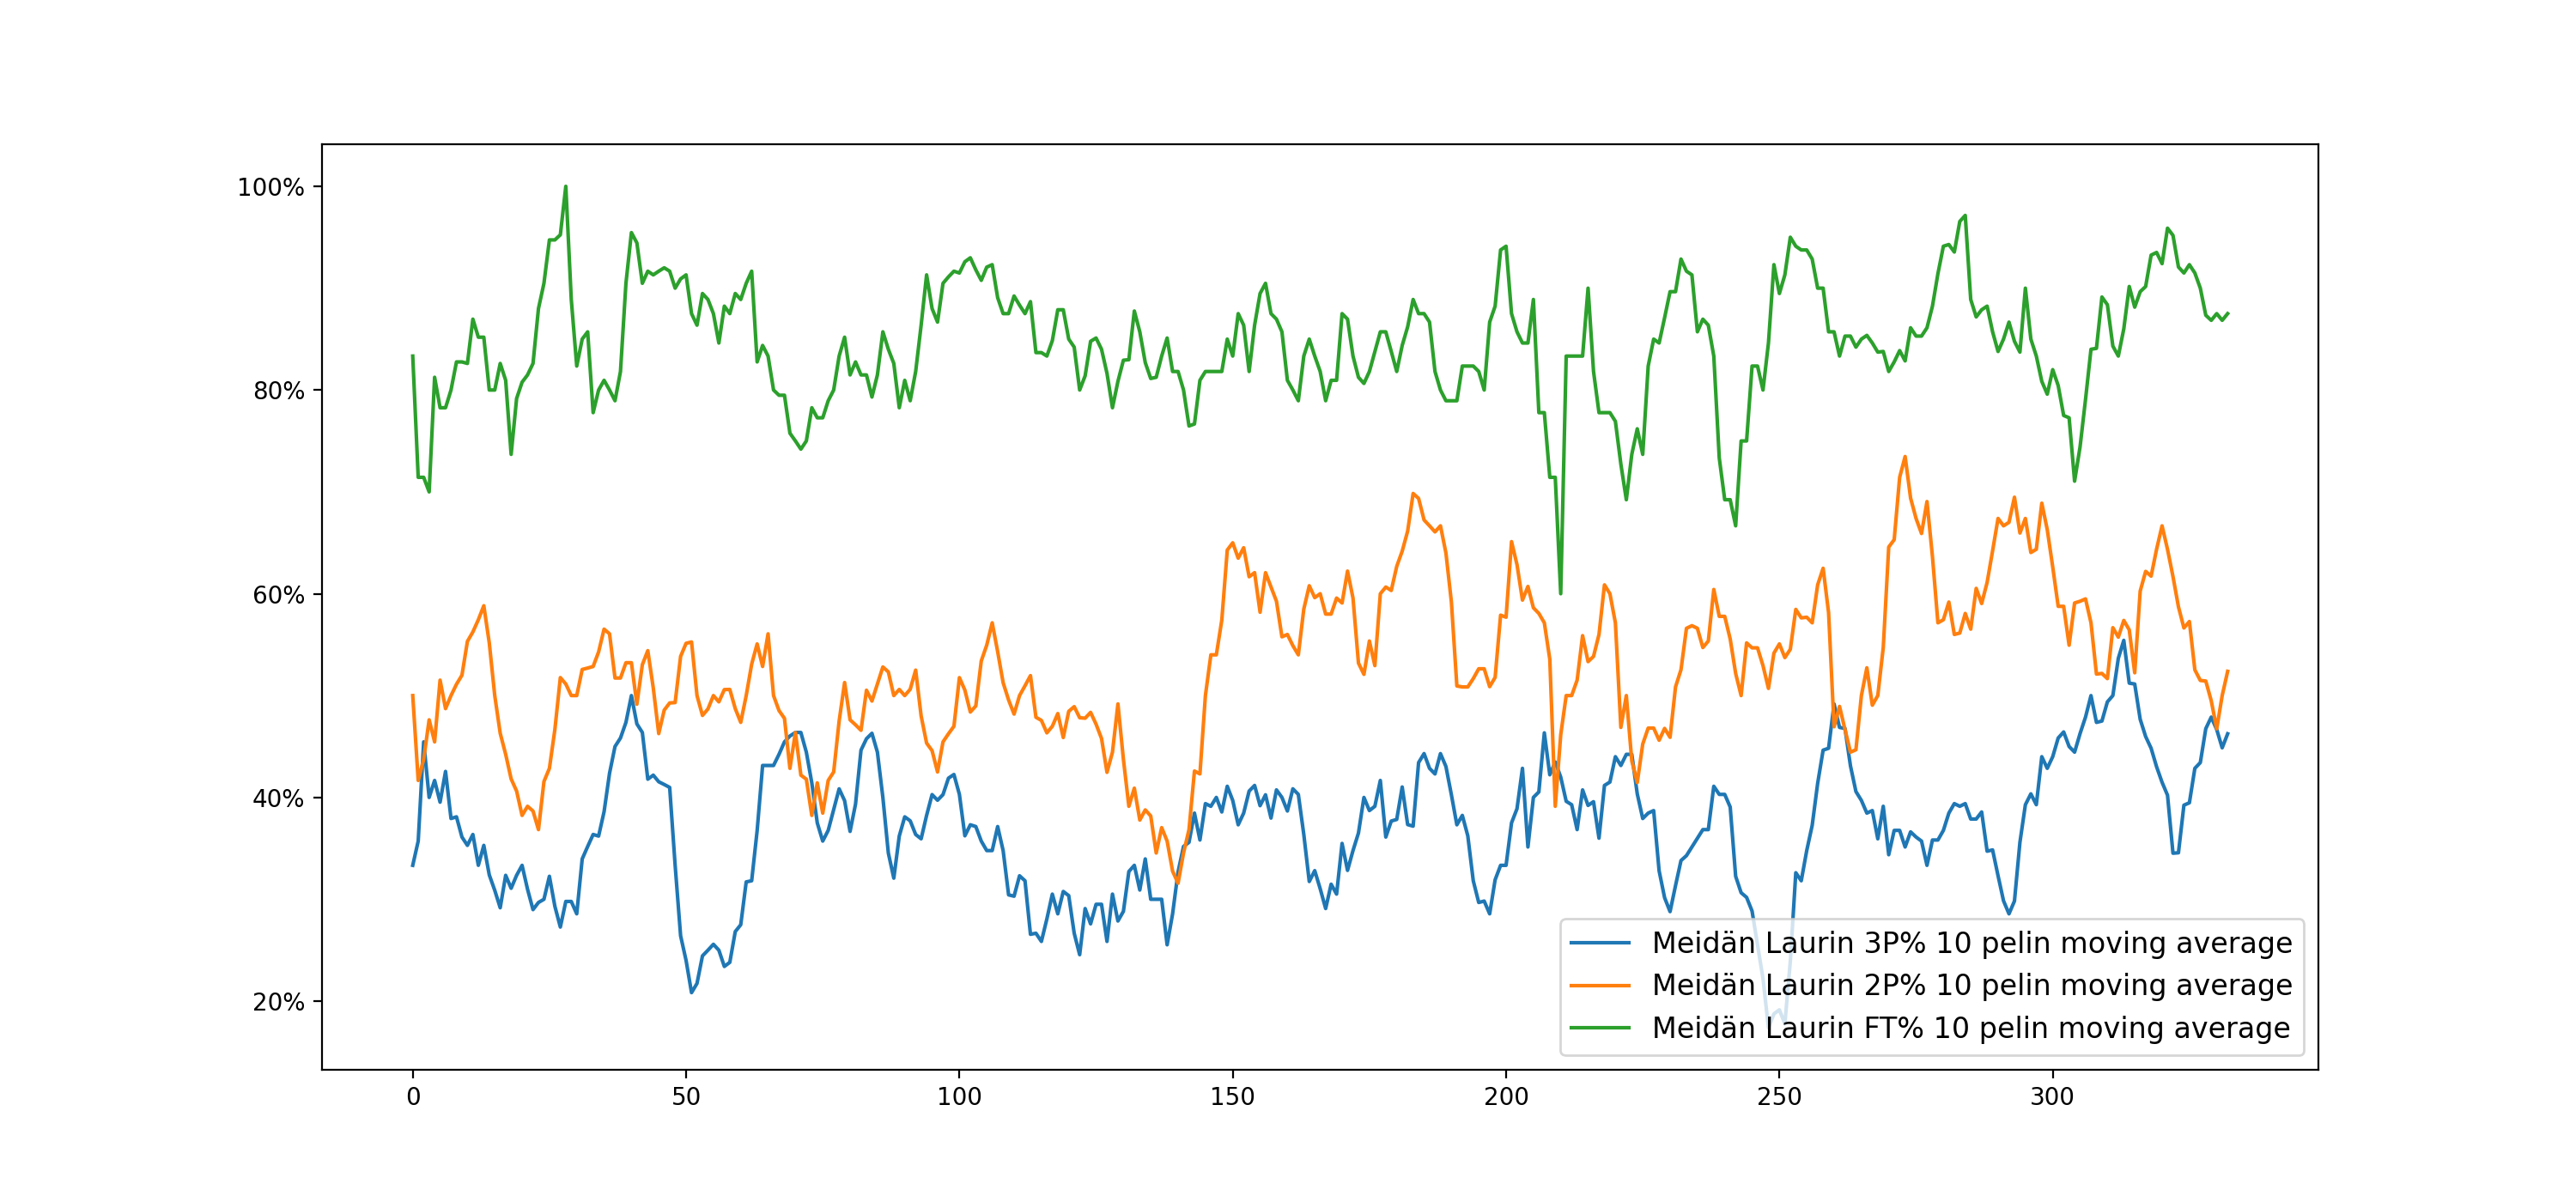 100%
80%
60%
40%
20%
Meidän Laurin 3P% 10 pelin moving average
Meidän Laurin 2P% 10 pelin moving average
Meidän Laurin FT% 10 pelin moving average
0 50 100 150 200 250 300